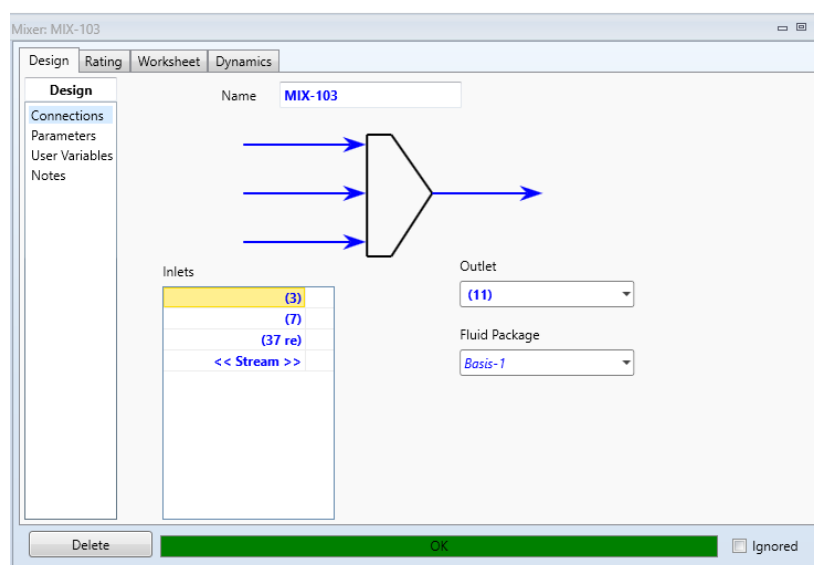 Mixer: MIX-103
Design Rating Worksheet Dynamics
Design
Connections
Parameters
User Variables
Notes
Name MIX-103
Inlets
(3)
(7)
(37 re)
<< Stream >>
Outlet
(11)
Fluid Package
Basis-1
Delete OK Ignored